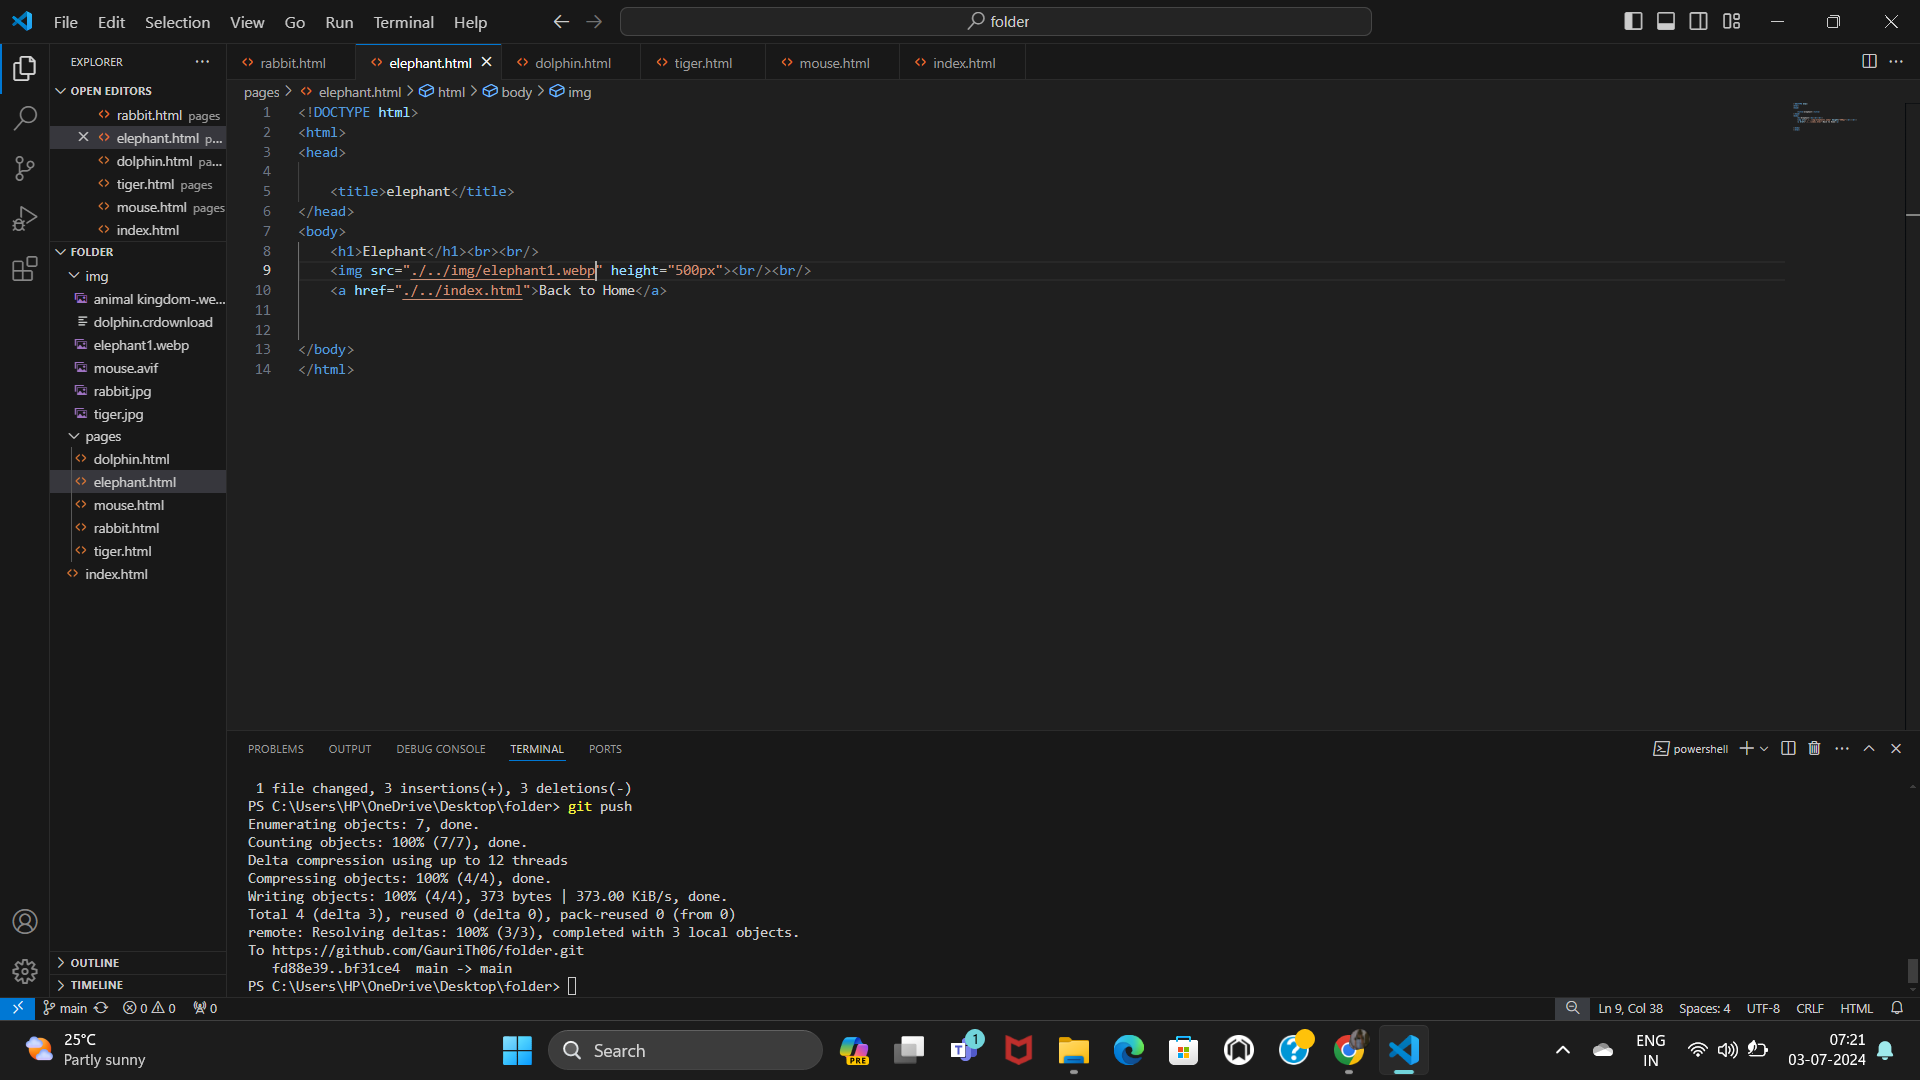 File Edit Selection View Go Run Terminal Help
folder
EXPLORER
OPEN EDITORS
rabbit.html pages
elephant.html p...
dolphin.html pa...
tiger.html pages
mouse.html pages
index.html
FOLDER
img
animal kingdom-.we...
dolphin.crdownload
elephant1.webp
mouse.avif
rabbit.jpg
tiger.jpg
pages
dolphin.html
elephant.html
mouse.html
rabbit.html
tiger.html
index.html
OUTLINE
TIMELINE
rabbit.html elephant.html dolphin.html tiger.html mouse.html index.html
pages > elephant.html > html > body > img
1 <!DOCTYPE html>
2 <html>
3 <head>
4
5 <title>elephant</title>
6 </head>
7 <body>
8 <h1>Elephant</h1><br><br/>
9 <img src="./../img/elephant1.webp" height="500px"><br/><br/>
10 <a href="./../index.html">Back to Home</a>
11
12
13 </body>
14 </html>
PROBLEMS OUTPUT DEBUG CONSOLE TERMINAL PORTS
powershell
1 file changed, 3 insertions(+), 3 deletions(-)
PS C:\Users\HP\OneDrive\Desktop\folder> git push
Enumerating objects: 7, done.
Counting objects: 100% (7/7), done.
Delta compression using up to 12 threads
Compressing objects: 100% (4/4), done.
Writing objects: 100% (4/4), 373 bytes | 373.00 KiB/s, done.
Total 4 (delta 3), reused 0 (delta 0), pack-reused 0 (from 0)
remote: Resolving deltas: 100% (3/3), completed with 3 local objects.
To https://github.com/GauriTh06/folder.git
fd88e39..bf31ce4 main -> main
PS C:\Users\HP\OneDrive\Desktop\folder>
main 0 0 0
Ln 9, Col 38 Spaces: 4 UTF-8 CRLF HTML
25°C
Partly sunny
Search
PRE
1
ENG
IN
07:21
03-07-2024